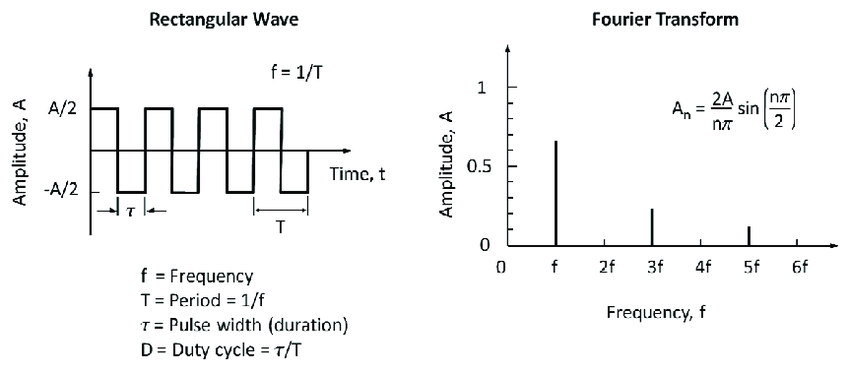 Rectangular Wave
f = 1/T
Amplitude, A
A/2
-A/2
Time, t
τ
T
f = Frequency
T = Period = 1/f
τ = Pulse width (duration)
D = Duty cycle = τ/T
Fourier Transform
Amplitude, A
1
0.5
0
Aₙ = 2A/nπ sin (nπ/2)
0 f 2f 3f 4f 5f 6f
Frequency, f